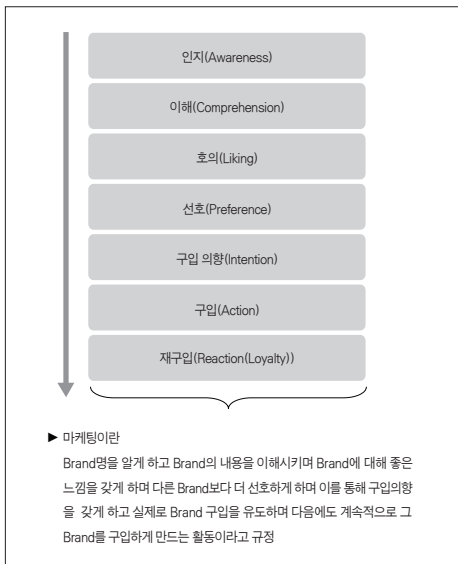 인지(Awareness)
이해(Comprehension)
호의(Liking)
선호(Preference)
구입 의향(Intention)
구입(Action)
재구입(Reaction(Loyalty))
▶ 마케팅이란
Brand명을 알게 하고 Brand의 내용을 이해시키며 Brand에 대해 좋은
느낌을 갖게 하며 다른 Brand보다 더 선호하게 하며 이를 통해 구입의향
을 갖게 하고 실제로 Brand 구입을 유도하며 다음에도 계속적으로 그
Brand를 구입하게 만드는 활동이라고 규정